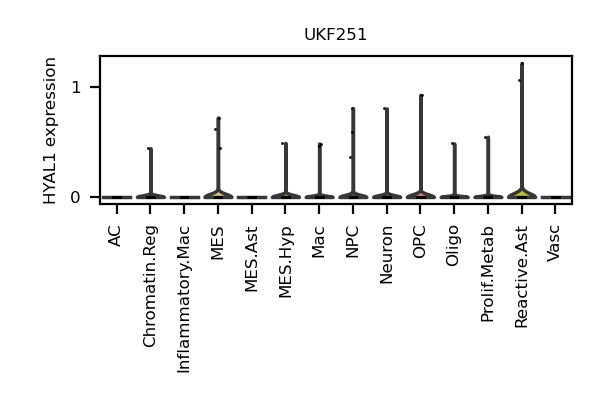 UKF251
HYAL1 expression
1
0
AC
Chromatin.Reg
Inflammatory.Mac
MES
MES.Ast
MES.Hyp
Mac
NPC
Neuron
OPC
Oligo
Prolif.Metab
Reactive.Ast
Vasc